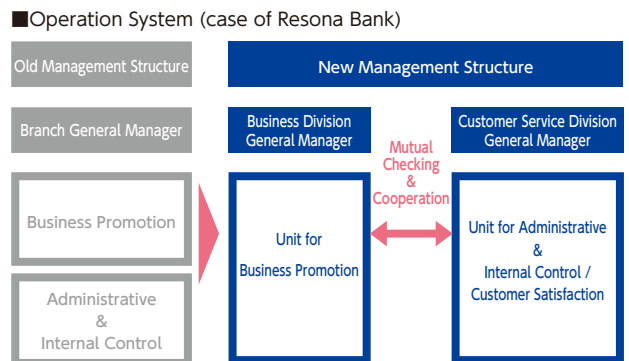 ■Operation System (case of Resona Bank)
Old Management Structure
New Management Structure
Branch General Manager
Business Division
General Manager
Customer Service Division
General Manager
Mutual
Checking
&
Cooperation
Business Promotion
Administrative
&
Internal Control
Unit for
Business Promotion
Unit for Administrative
&
Internal Control /
Customer Satisfaction